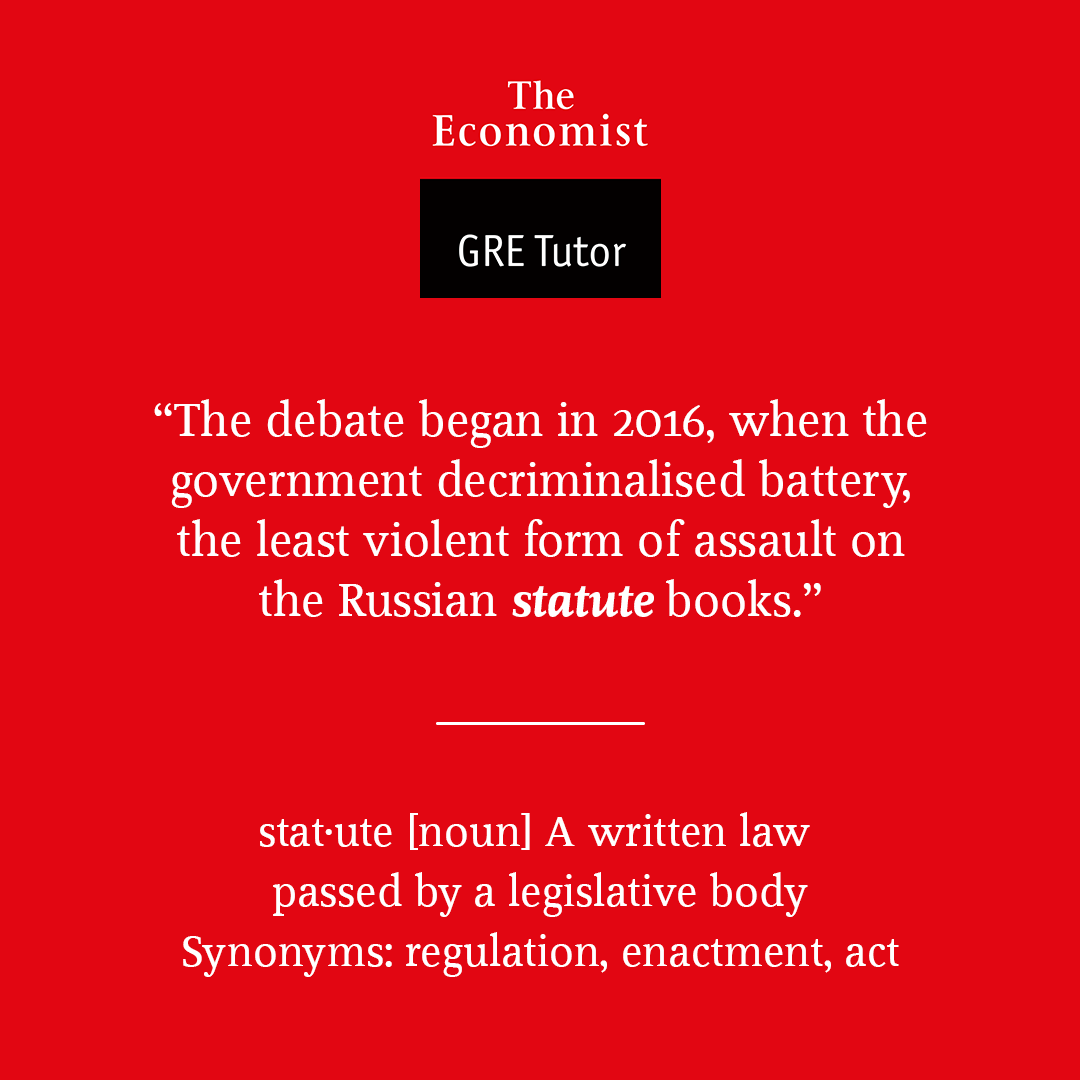 The
Economist
GRE Tutor
“The debate began in 2016, when the
government decriminalised battery,
the least violent form of assault on
the Russian statute books.”
stat·ute [noun] A written law
passed by a legislative body
Synonyms: regulation, enactment, act